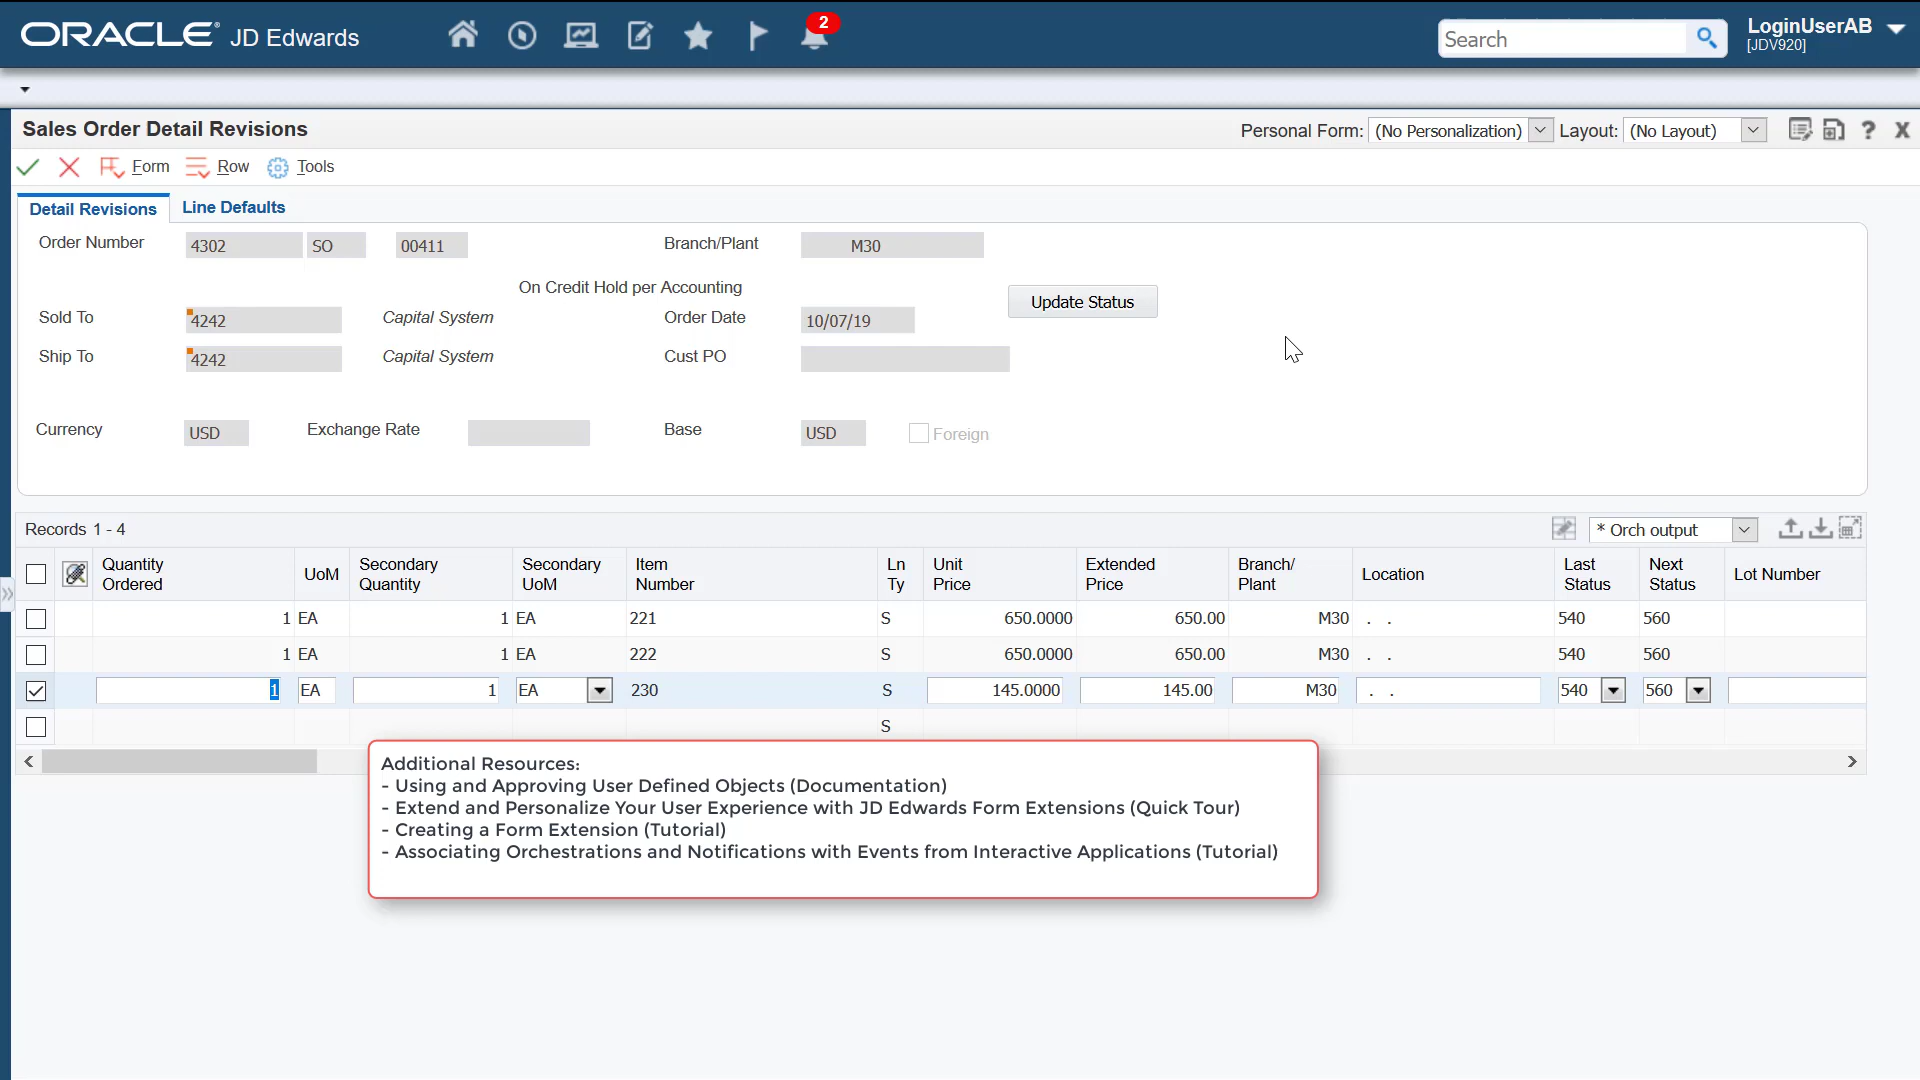 ORACLE JD Edwards
2
Search
LoginUserAB
[JDV920]
Sales Order Detail Revisions
Personal Form: (No Personalization) Layout: (No Layout) ? X
Form Row Tools
Detail Revisions Line Defaults
Order Number 4302 SO 00411 Branch/Plant M30
On Credit Hold per Accounting
Update Status
Sold To 4242 Capital System Order Date 10/07/19
Ship To 4242 Capital System Cust PO
Currency USD Exchange Rate Base USD Foreign
Records 1 - 4 * Orch output
Quantity Ordered UoM Secondary Quantity Secondary UoM Item Number Ln Ty Unit Price Extended Price Branch/ Plant Location Last Status Next Status Lot Number
1 EA 1 EA 221 S 650.0000 650.00 M30 . . 540 560
1 EA 1 EA 222 S 650.0000 650.00 M30 . . 540 560
1 EA 1 EA 230 S 145.0000 145.00 M30 . . 540 560
S
Additional Resources:
- Using and Approving User Defined Objects (Documentation)
- Extend and Personalize Your User Experience with JD Edwards Form Extensions (Quick Tour)
- Creating a Form Extension (Tutorial)
- Associating Orchestrations and Notifications with Events from Interactive Applications (Tutorial)